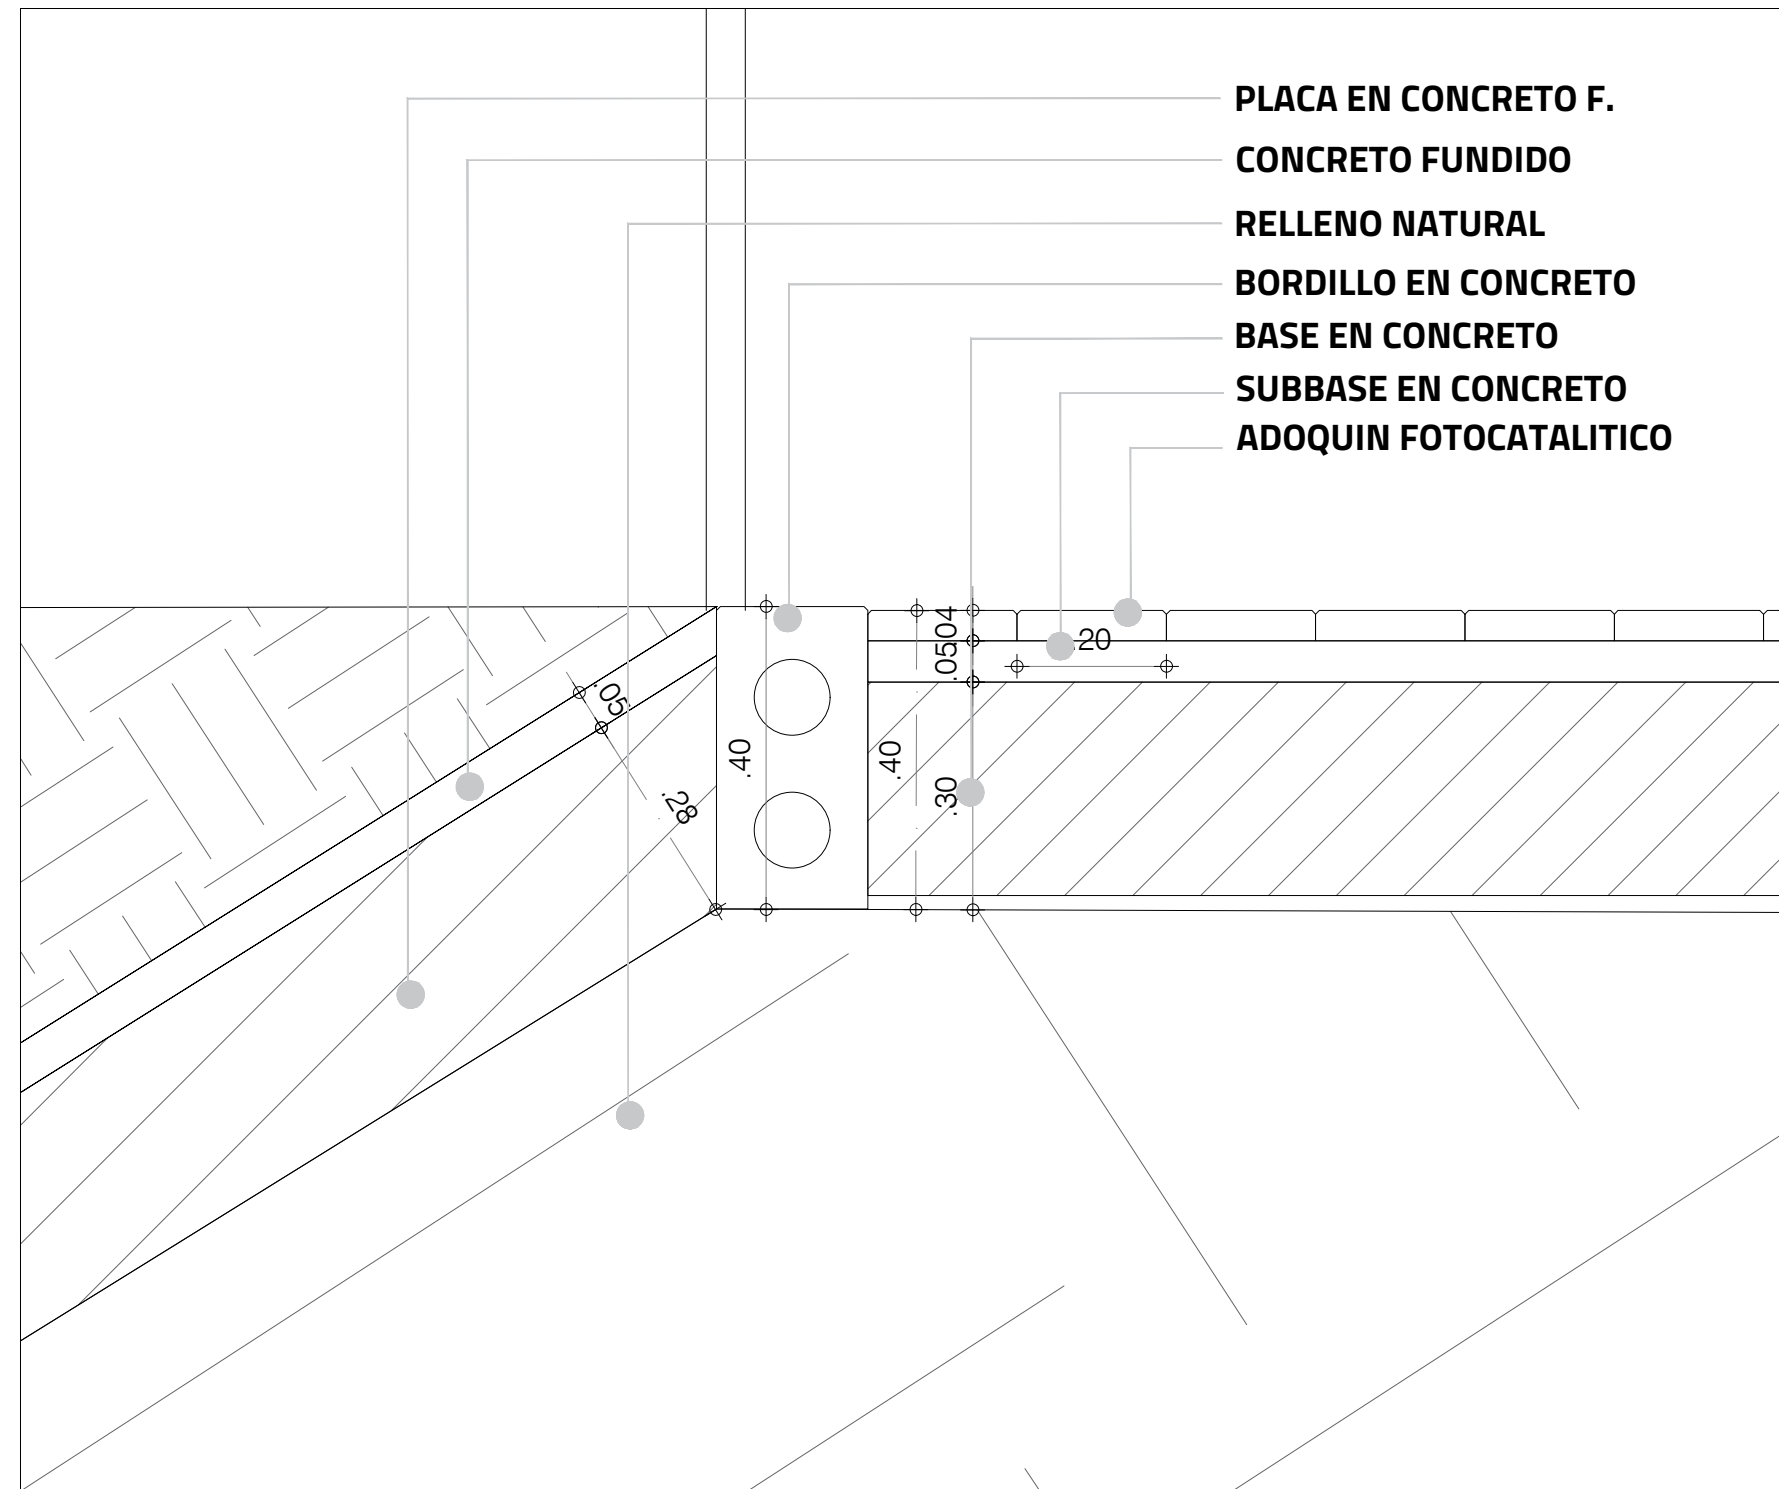 PLACA EN CONCRETO F.
CONCRETO FUNDIDO
RELLENO NATURAL
BORDILLO EN CONCRETO
BASE EN CONCRETO
SUBBASE EN CONCRETO
ADOQUIN FOTOCATALITICO
.04
.05
.20
.05
.40
.40
.30
.28